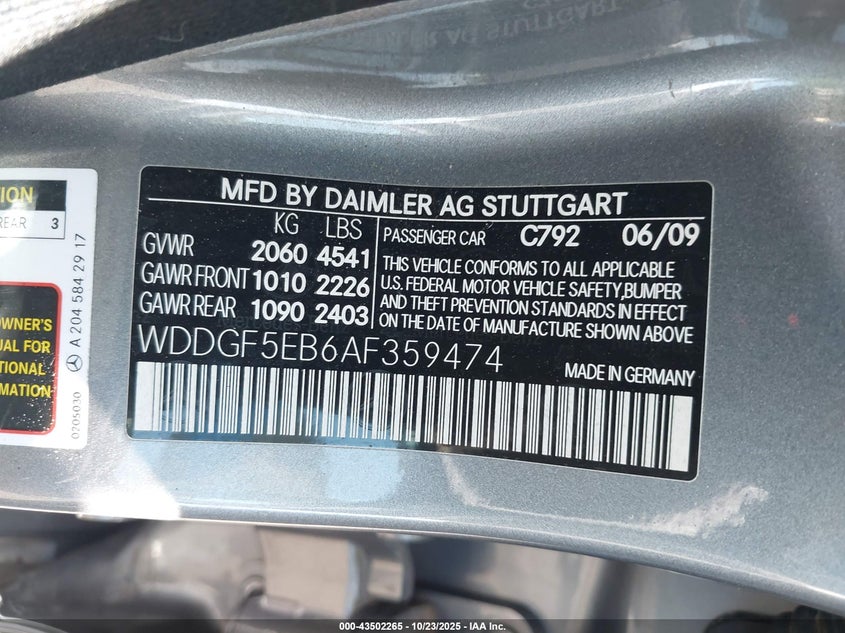 MFD BY DAIMLER AG STUTTGART
KG LBS
GVWR 2060 4541
GAWR FRONT 1010 2226
GAWR REAR 1090 2403
PASSENGER CAR C792 06/09
THIS VEHICLE CONFORMS TO ALL APPLICABLE
U.S. FEDERAL MOTOR VEHICLE SAFETY,BUMPER
AND THEFT PREVENTION STANDARDS IN EFFECT
ON THE DATE OF MANUFACTURE SHOWN ABOVE
WDDGF5EB6AF359474
MADE IN GERMANY
TION
REAR 3
OWNER'S
UAL FOR
TIONAL
MATION
A 204 584 29 17
0205030
000-43502265 - 10/23/2025 - IAA Inc.